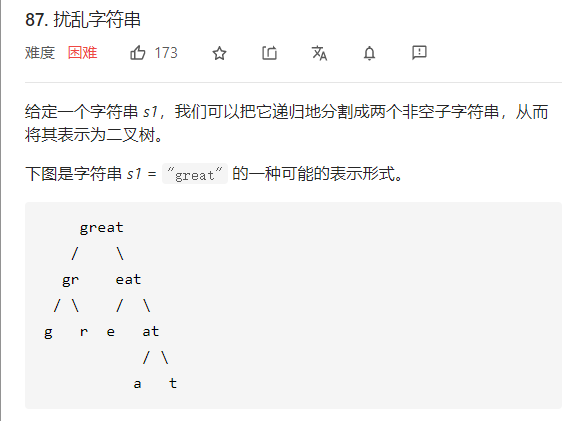 87. 扰乱字符串
难度 困难 173
给定一个字符串 s1，我们可以把它递归地分割成两个非空子字符串，从而
将其表示为二叉树。
下图是字符串 s1 = "great" 的一种可能的表示形式。
great
/ \
gr eat
/ \ / \
g r e at
/ \
a t